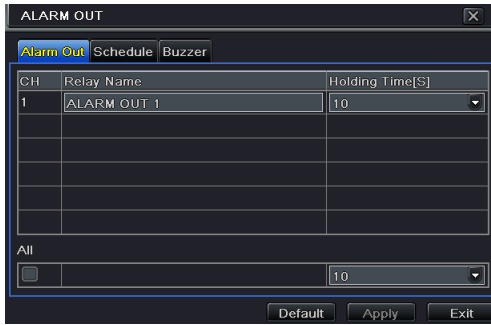 ALARM OUT
Alarm Out Schedule Buzzer
CH Relay Name Holding Time[S]
1 ALARM OUT 1 10
All
10
Default Apply Exit